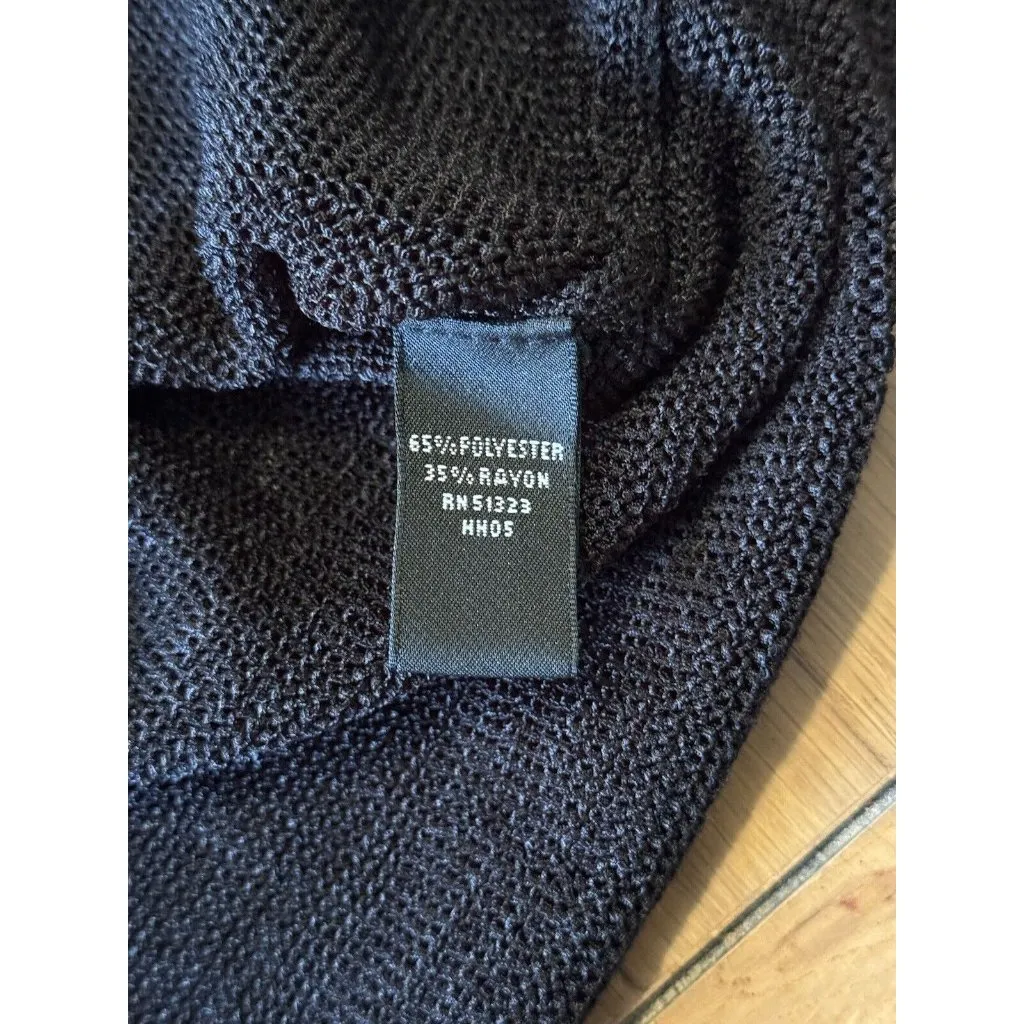 65% POLYESTER
35% RAYON
RN 51323
HH05